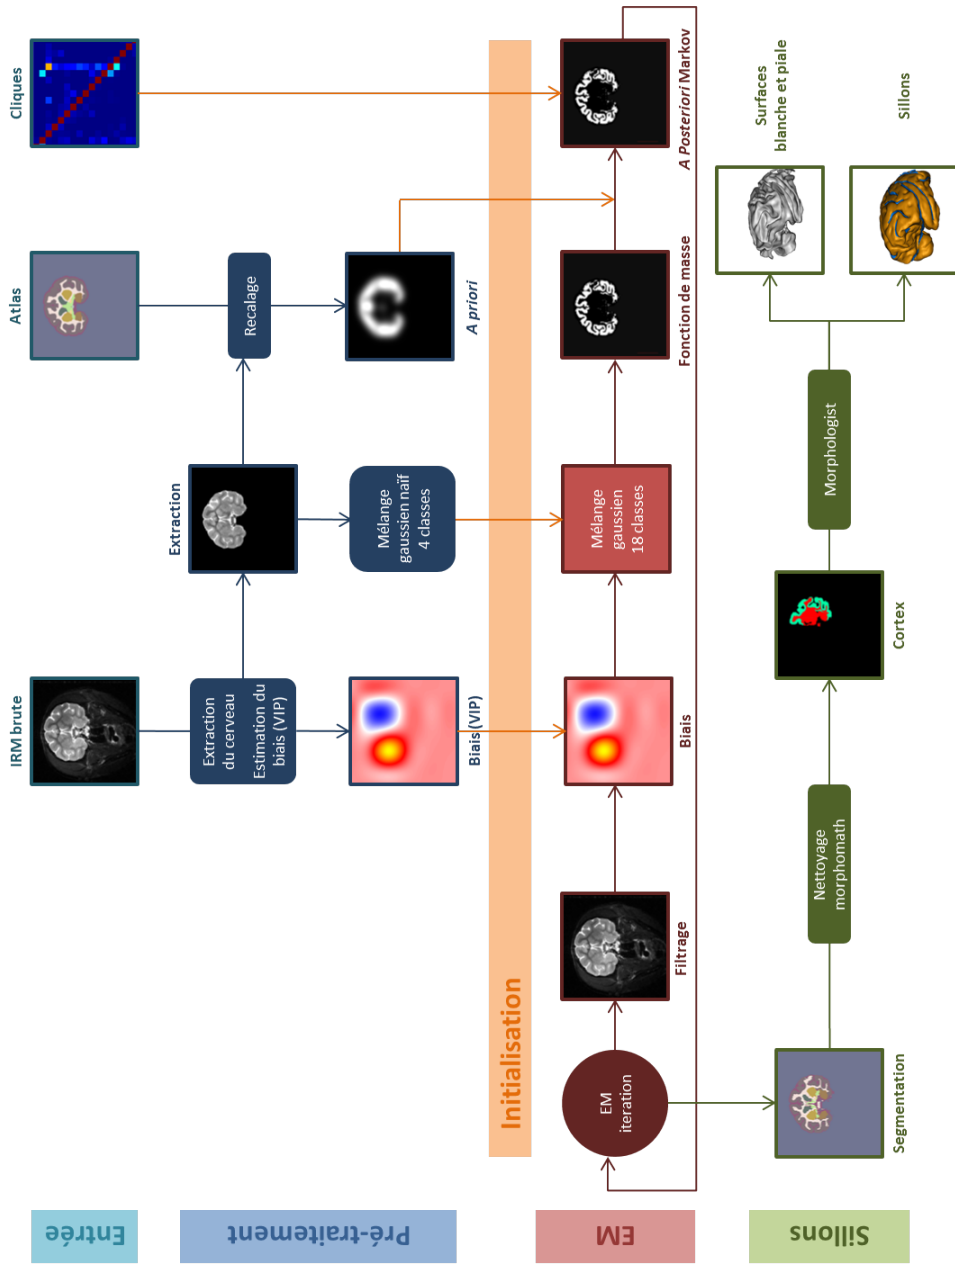 Entrée
IRM brute
Atlas
Cliques
Pré-traitement
Extraction
du cerveau
Estimation du
biais (VIP)
Extraction
Recalage
Biais (VIP)
Mélange
gaussien naïf
4 classes
A priori
Initialisation
EM
EM
iteration
Filtrage
Biais
Mélange
gaussien
18 classes
Fonction de masse
A Posteriori Markov
Sillons
Segmentation
Nettoyage
morphomath
Cortex
Morphologist
Surfaces
blanche et piale
Sillons